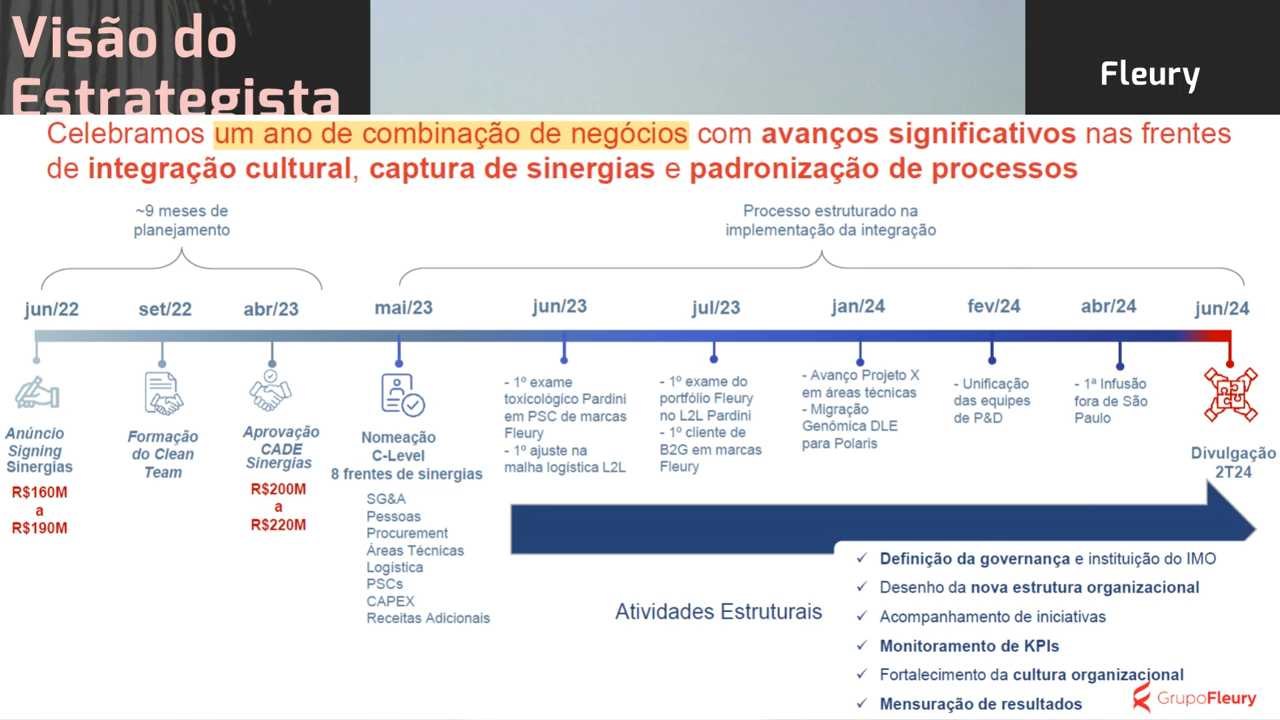 Visão do
Estrategista
Fleury
Celebramos um ano de combinação de negócios com avanços significativos nas frentes
de integração cultural, captura de sinergias e padronização de processos
~9 meses de
planejamento
Processo estruturado na
implementação da integração
jun/22
set/22
abr/23
mai/23
jun/23
jul/23
jan/24
fev/24
abr/24
jun/24
Anúncio
Signing
Sinergias
R$160M
a
R$190M
Formação
do Clean
Team
Aprovação
CADE
Sinergias
R$200M
a
R$220M
Nomeação
C-Level
8 frentes de sinergias
SG&A
Pessoas
Procurement
Áreas Técnicas
Logística
PSCs
CAPEX
Receitas Adicionais
- 1º exame
toxicológico Pardini
em PSC de marcas
Fleury
- 1º ajuste na
malha logística L2L
- 1º exame do
portfólio Fleury
no L2L Pardini
- 1º cliente de
B2G em marcas
Fleury
- Avanço Projeto X
em áreas técnicas
- Migração
Genômica DLE
para Polaris
- Unificação
das equipes
de P&D
- 1ª Infusão
fora de São
Paulo
Divulgação
2T24
Atividades Estruturais
✓ Definição da governança e instituição do IMO
✓ Desenho da nova estrutura organizacional
✓ Acompanhamento de iniciativas
✓ Monitoramento de KPIs
✓ Fortalecimento da cultura organizacional
✓ Mensuração de resultados
GrupoFleury